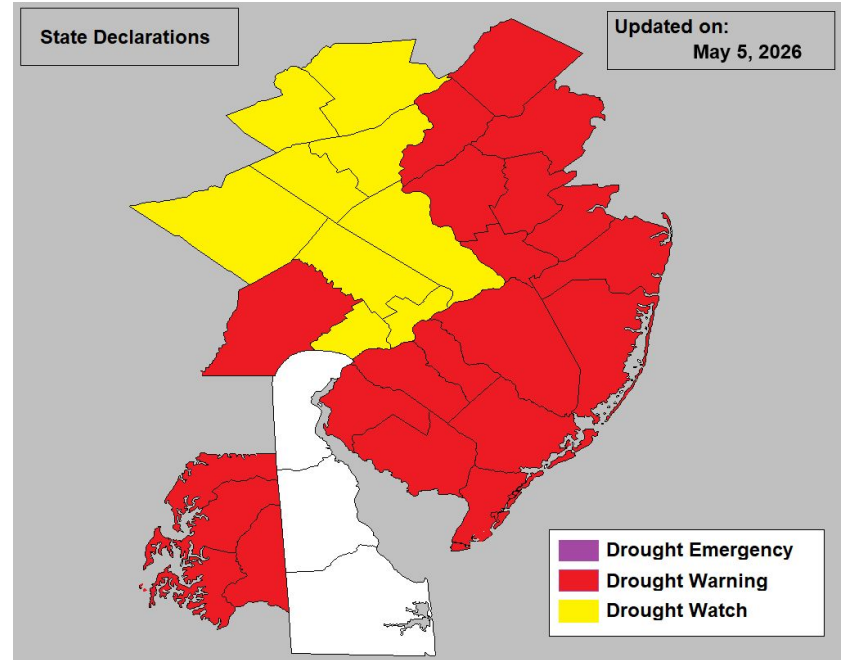 State Declarations
Updated on:
May 5, 2026
Drought Emergency
Drought Warning
Drought Watch